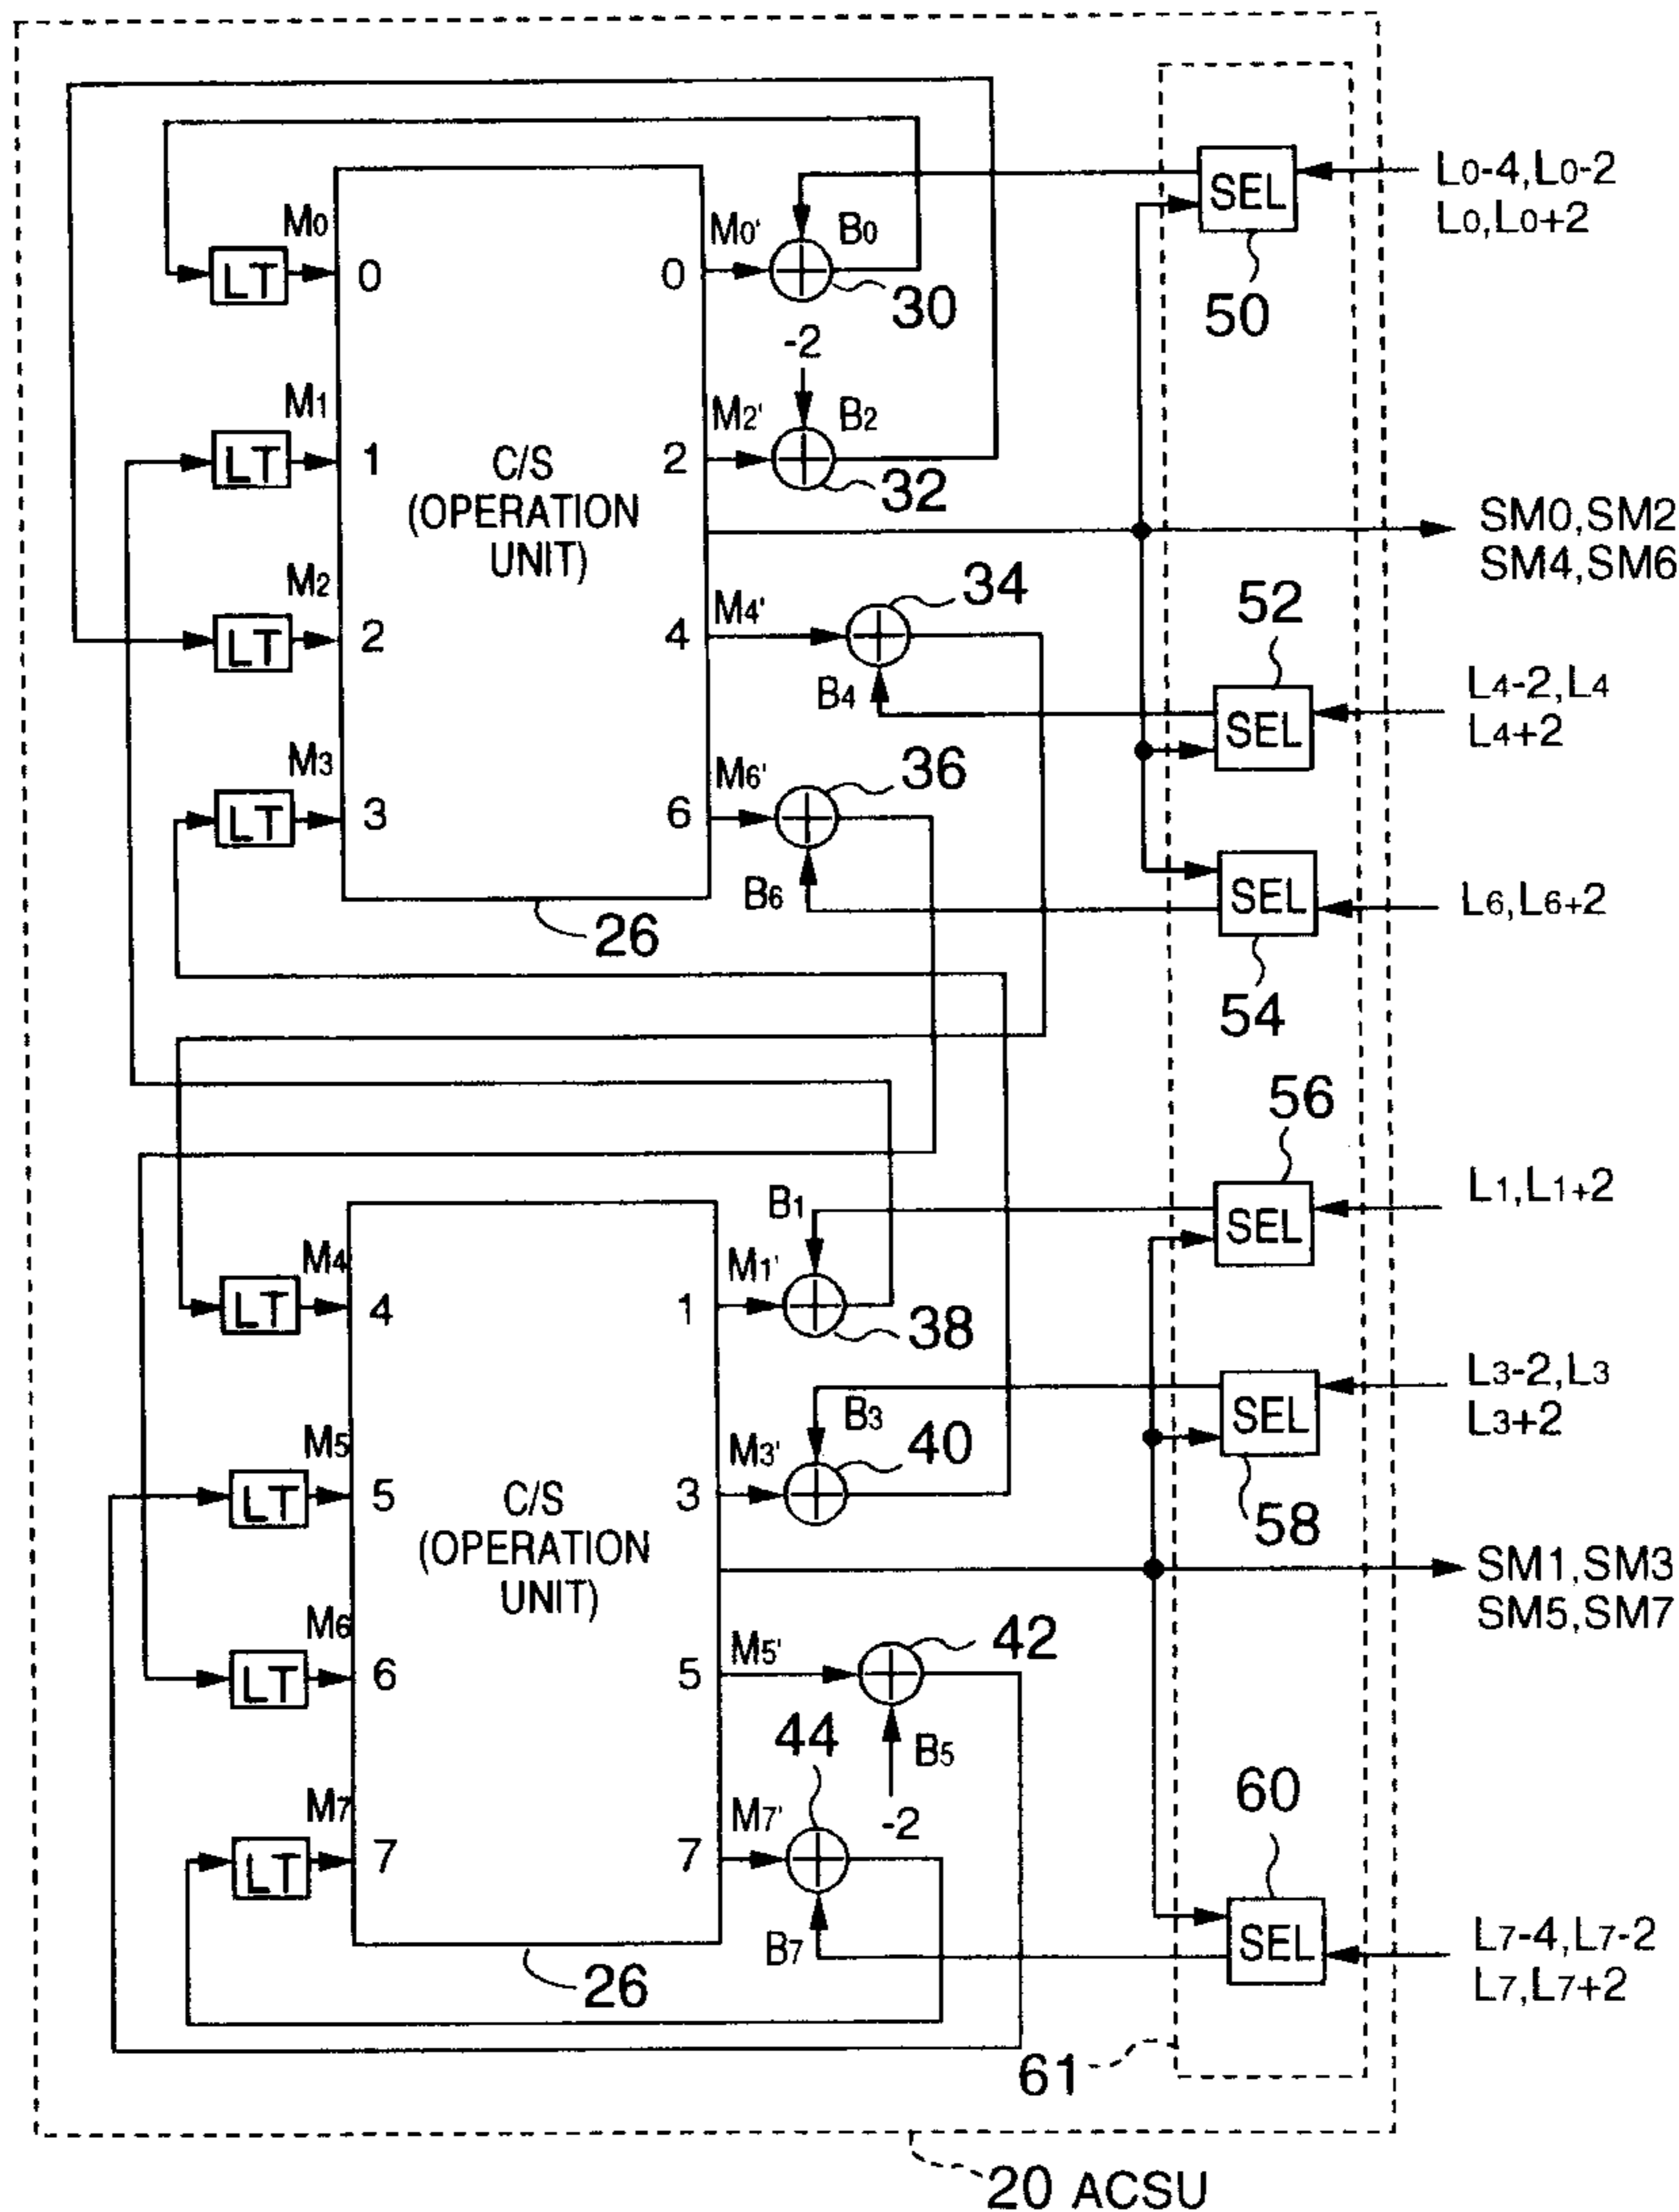 SEL
L0-4,L0-2
L0,L0+2
50
M0
LT
0
0
M0'
B0
30
-2
M1
LT
1
2
M2'
B2
32
C/S
(OPERATION
UNIT)
SM0,SM2
SM4,SM6
M2
LT
2
4
M4'
34
B4
52
SEL
L4-2,L4
L4+2
M3
LT
3
6
M6'
36
B6
SEL
L6,L6+2
54
26
56
SEL
L1,L1+2
B1
M4
LT
4
1
M1'
38
SEL
L3-2,L3
L3+2
58
B3
M5
LT
5
3
M3'
40
C/S
(OPERATION
UNIT)
SM1,SM3
SM5,SM7
M6
LT
6
5
M5'
42
B5
-2
M7
LT
7
7
M7'
44
B7
60
SEL
L7-4,L7-2
L7,L7+2
26
61
20 ACSU